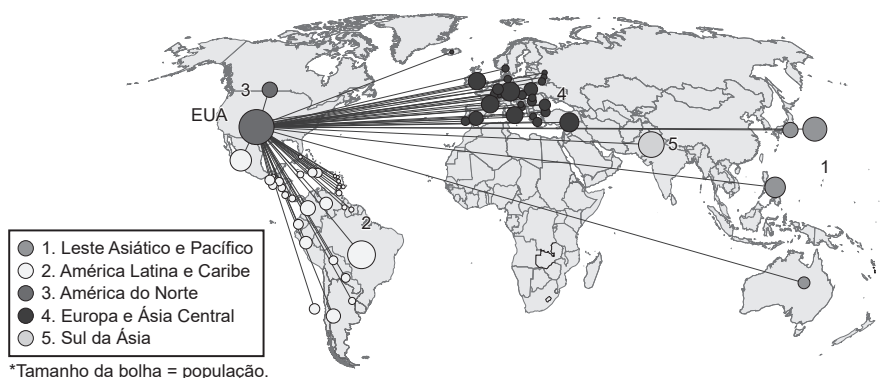 3
EUA
4
5
1
2
1. Leste Asiático e Pacífico
2. América Latina e Caribe
3. América do Norte
4. Europa e Ásia Central
5. Sul da Ásia
*Tamanho da bolha = população.